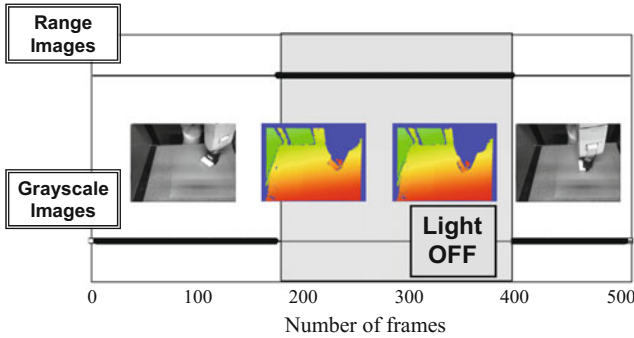 Range
Images
Grayscale
Images
Light
OFF
0 100 200 300 400 500
Number of frames